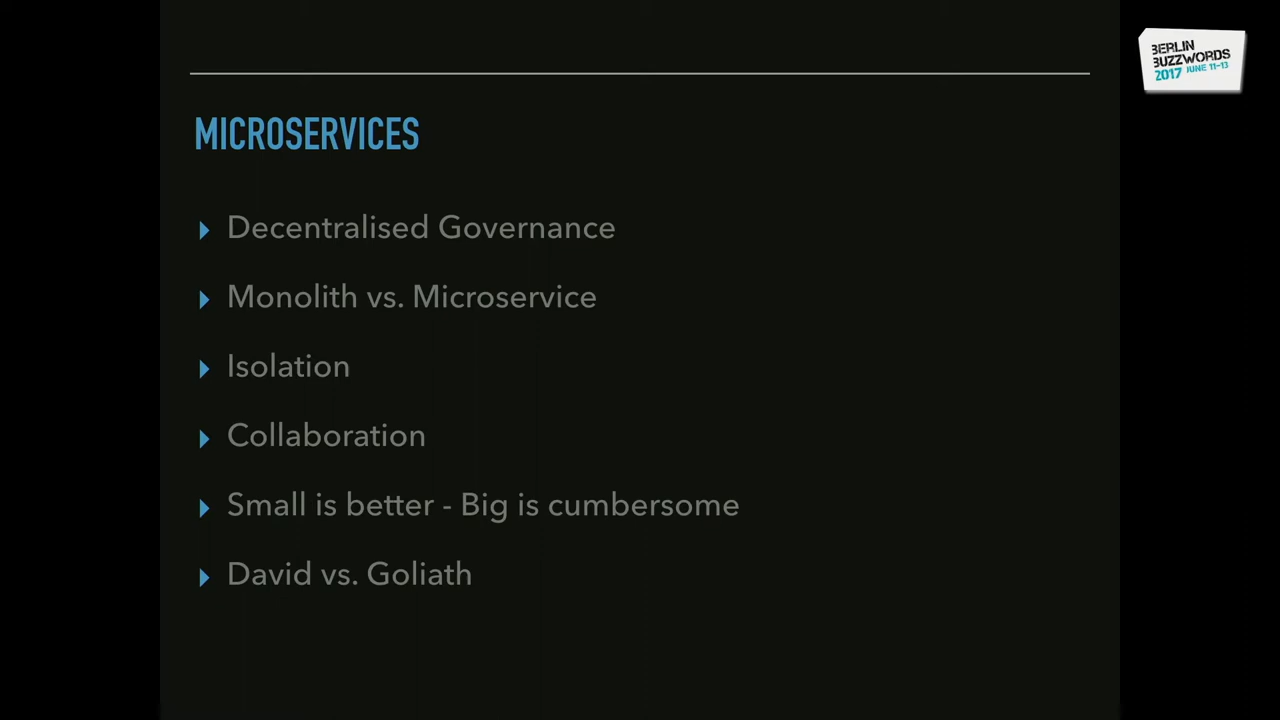 BERLIN
BUZZWORDS
2017 JUNE 11-13
MICROSERVICES
Decentralised Governance
Monolith vs. Microservice
Isolation
Collaboration
Small is better - Big is cumbersome
David vs. Goliath